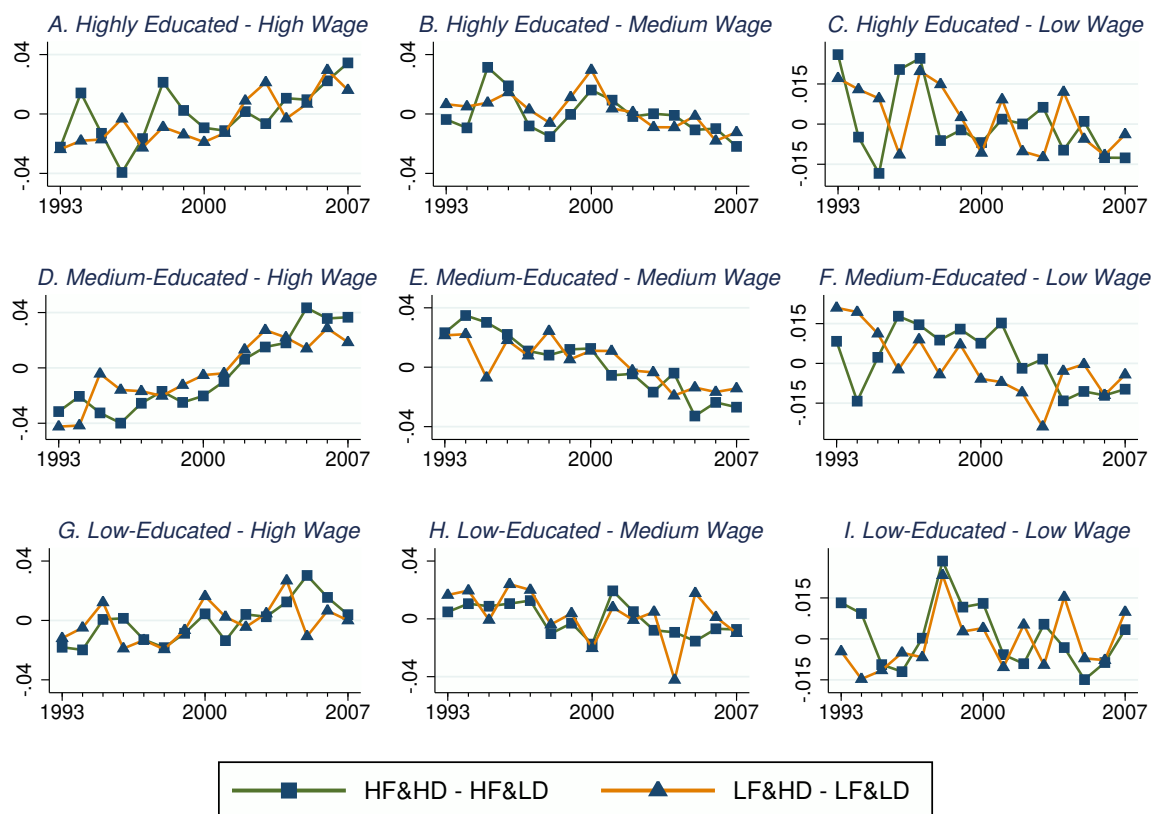 A. Highly Educated - High Wage
B. Highly Educated - Medium Wage
C. Highly Educated - Low Wage
.04
0
-.04
1993 2000 2007
.04
0
-.04
1993 2000 2007
.015
0
-.015
1993 2000 2007
D. Medium-Educated - High Wage
E. Medium-Educated - Medium Wage
F. Medium-Educated - Low Wage
.04
0
-.04
1993 2000 2007
.04
0
-.04
1993 2000 2007
.015
0
-.015
1993 2000 2007
G. Low-Educated - High Wage
H. Low-Educated - Medium Wage
I. Low-Educated - Low Wage
.04
0
-.04
1993 2000 2007
.04
0
-.04
1993 2000 2007
.015
0
-.015
1993 2000 2007
HF&HD - HF&LD
LF&HD - LF&LD